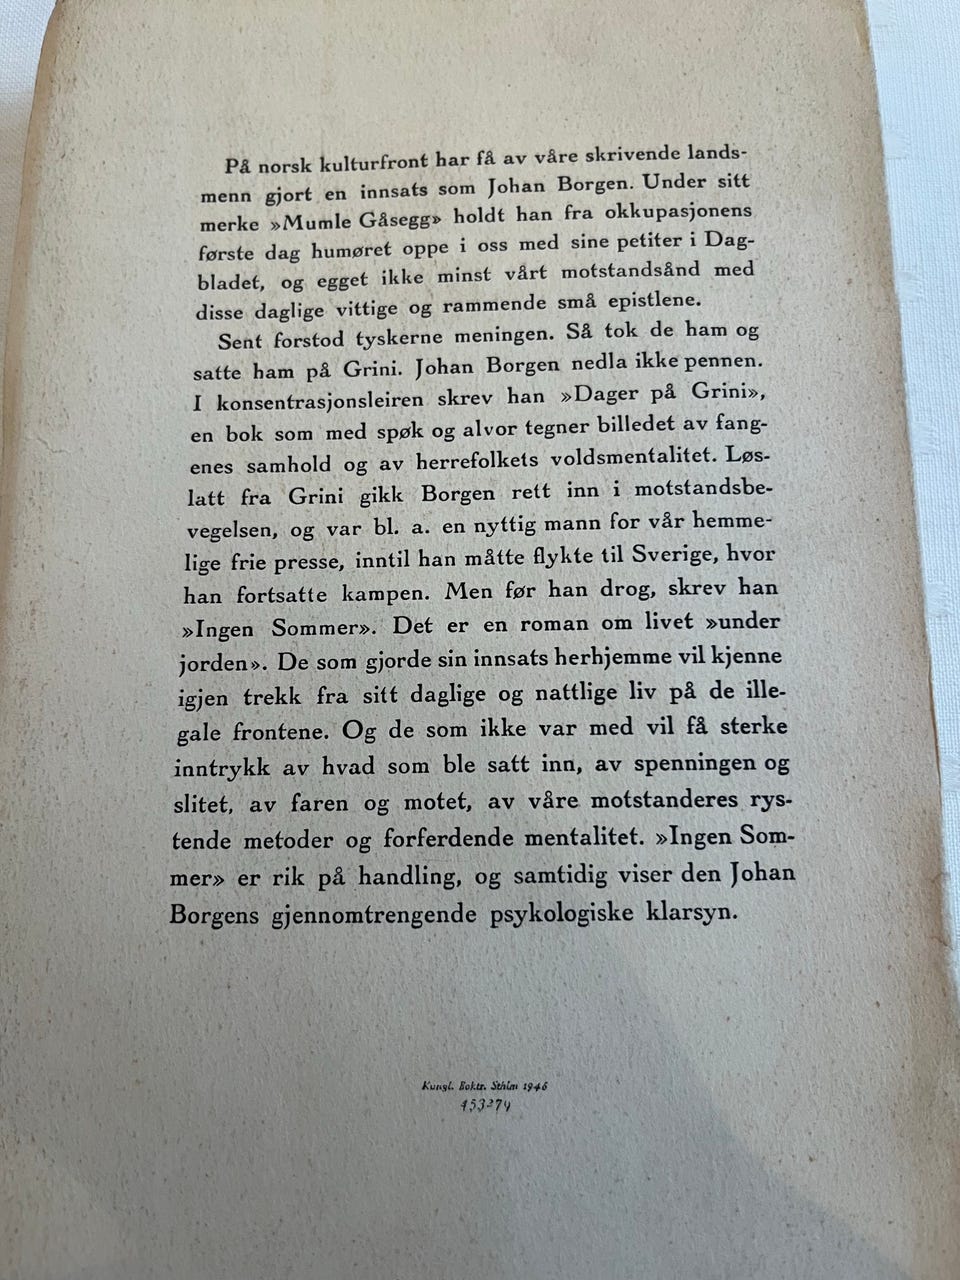 På norsk kulturfront har få av våre skrivende lands-
menn gjort en innsats som Johan Borgen. Under sitt
merke »Mumle Gåsegg» holdt han fra okkupasjonens
første dag humøret oppe i oss med sine petiter i Dag-
bladet, og egget ikke minst vårt motstandsånd med
disse daglige vittige og rammende små epistlene.
Sent forstod tyskerne meningen. Så tok de ham og
satte ham på Grini. Johan Borgen nedla ikke pennen.
I konsentrasjonsleiren skrev han »Dager på Grini»,
en bok som med spøk og alvor tegner billedet av fang-
enes samhold og av herrefolkets voldsmentalitet. Løs-
latt fra Grini gikk Borgen rett inn i motstandsbe-
vegelsen, og var bl. a. en nyttig mann for vår hemme-
lige frie presse, inntil han måtte flykte til Sverige, hvor
han fortsatte kampen. Men før han drog, skrev han
»Ingen Sommer». Det er en roman om livet »under
jorden». De som gjorde sin innsats herhjemme vil kjenne
igjen trekk fra sitt daglige og nattlige liv på de ille-
gale frontene. Og de som ikke var med vil få sterke
inntrykk av hvad som ble satt inn, av spenningen og
slitet, av faren og motet, av våre motstanderes rys-
tende metoder og forferdende mentalitet. »Ingen Som-
mer» er rik på handling, og samtidig viser den Johan
Borgens gjennomtrengende psykologiske klarsyn.
Kungl. Boktr. Sthlm 1946
453274